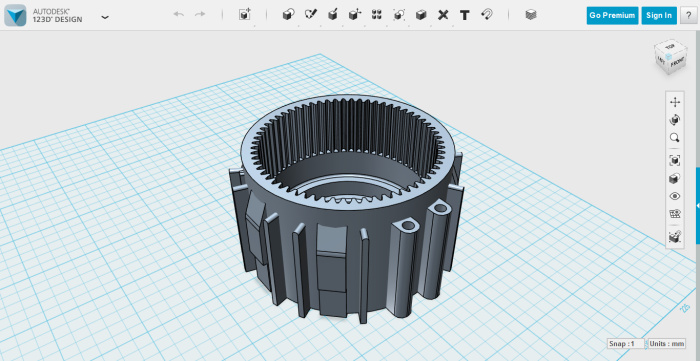 AUTODESK®
123D® DESIGN
Go Premium
Sign In
?
TOP
FRONT
Snap : 1
Units : mm